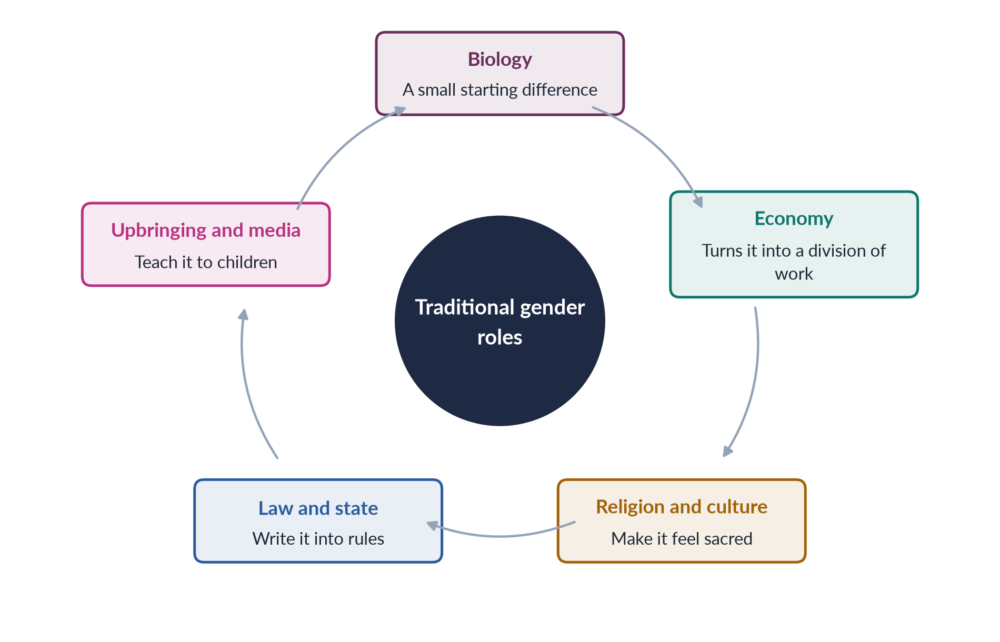 Biology
A small starting difference
Upbringing and media
Teach it to children
Economy
Turns it into a division of
work
Traditional gender
roles
Law and state
Write it into rules
Religion and culture
Make it feel sacred